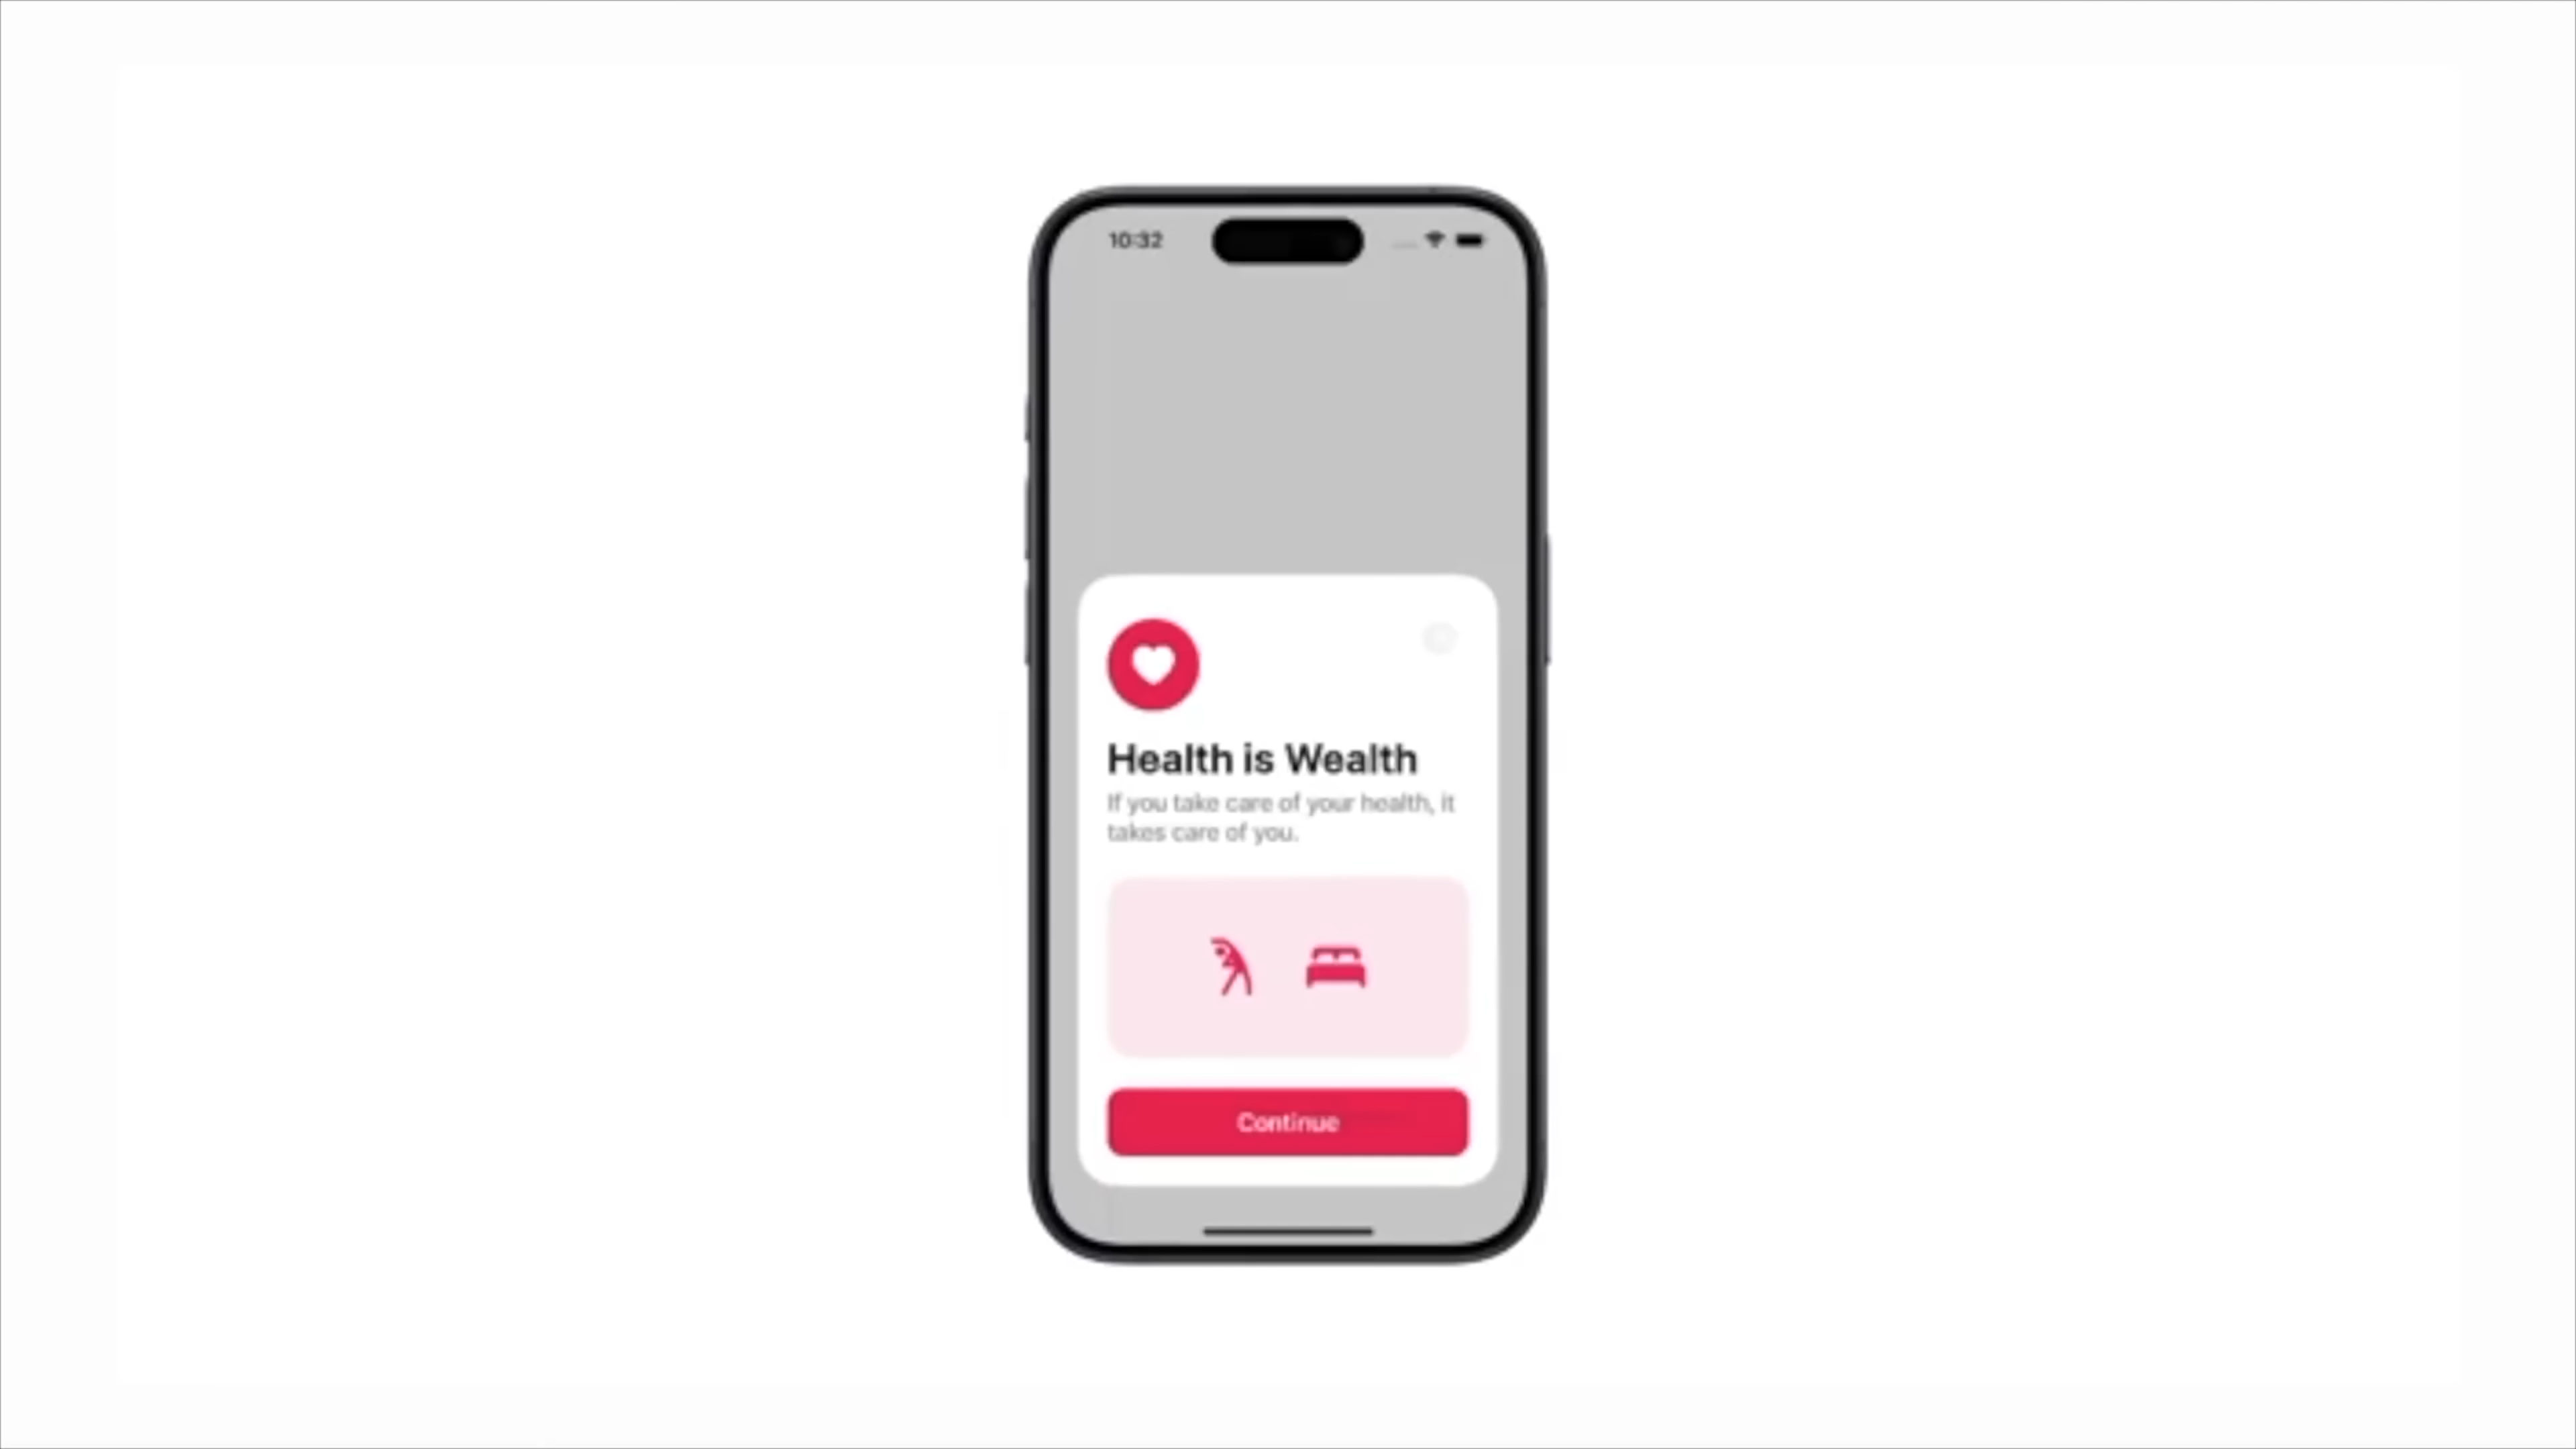 10:32
Health is Wealth
If you take care of your health, it
takes care of you.
Continue